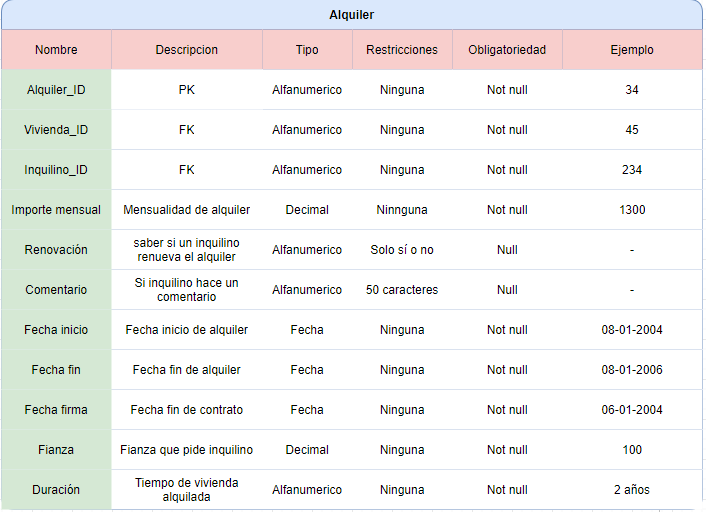 Alquiler
Nombre Descripcion Tipo Restricciones Obligatoriedad Ejemplo
Alquiler_ID PK Alfanumerico Ninguna Not null 34
Vivienda_ID FK Alfanumerico Ninguna Not null 45
Inquilino_ID FK Alfanumerico Ninguna Not null 234
Importe mensual Mensualidad de alquiler Decimal Ninnguna Not null 1300
Renovación saber si un inquilino renueva el alquiler Alfanumerico Solo sí o no Null -
Comentario Si inquilino hace un comentario Alfanumerico 50 caracteres Null -
Fecha inicio Fecha inicio de alquiler Fecha Ninguna Not null 08-01-2004
Fecha fin Fecha fin de alquiler Fecha Ninguna Not null 08-01-2006
Fecha firma Fecha fin de contrato Fecha Ninguna Not null 06-01-2004
Fianza Fianza que pide inquilino Decimal Ninguna Not null 100
Duración Tiempo de vivienda alquilada Alfanumerico Ninguna Not null 2 años